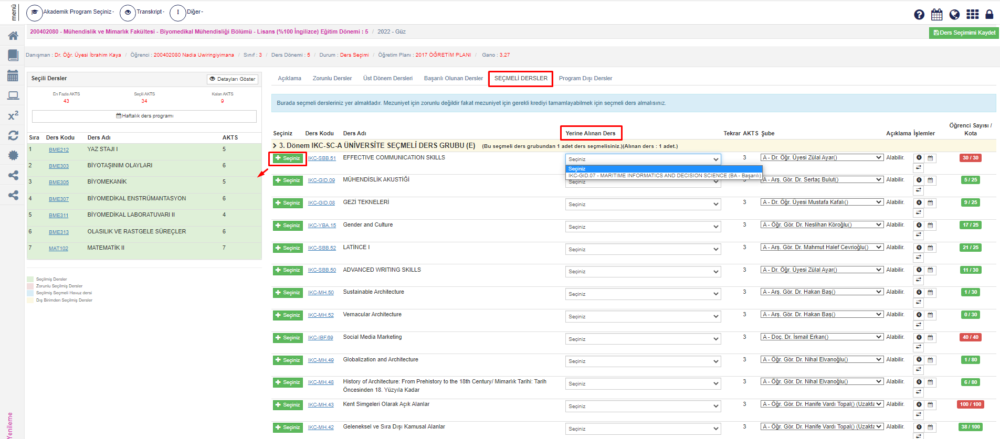 menü
Akademik Program Seçiniz- Transkript- Diğer-
200402080 - Mühendislik ve Mimarlık Fakültesi - Biyomedikal Mühendisliği Bölümü - Lisans (%100 İngilizce) Eğitim Dönemi : 5 / 2022 - Güz
Ders Seçimimi Kaydet
Danışman : Dr. Öğr. Üyesi İbrahim Kaya / Öğrenci : 200402080 Nadia Uwiringiyimana / Sınıf : 3 / Ders Dönemi : 5 / Durum : Ders Seçimi / Öğretim Planı : 2017 ÖĞRETİM PLANI / Gano : 3,27
Seçili Dersler
Detayları Göster
En Fazla AKTS Seçili AKTS Kalan AKTS
43 34 9
Haftalık ders programı
Sıra Ders Kodu Ders Adı AKTS
1 BME212 YAZ STAJI I 5
2 BME303 BİYOTAŞINIM OLAYLARI 6
3 BME305 BİYOMEKANİK 5
4 BME307 BİYOMEDİKAL ENSTRÜMANTASYON 6
5 BME311 BİYOMEDİKAL LABORATUVARI II 4
6 BME313 OLASILIK VE RASTGELE SÜREÇLER 6
7 MAT102 MATEMATİK II 7
Seçilmiş Dersler
Zorunlu Seçilmiş Dersler
Seçilmiş Seçmeli Havuz dersi
Dış Birimden Seçilmiş Dersler
x²
Yenileme
Açıklama Zorunlu Dersler Üst Dönem Dersleri Başarılı Olunan Dersler SEÇMELİ DERSLER Program Dışı Dersler
Burada seçmeli dersleriniz yer almaktadır. Mezuniyet için zorunlu değildir fakat mezuniyet için gerekli krediyi tamamlayabilmek için seçmeli ders almalısınız.
Seçiniz Ders Kodu Ders Adı Yerine Alınan Ders Tekrar AKTS Şube Açıklama İşlemler Öğrenci Sayısı / Kota
3. Dönem IKC-SC-A ÜNİVERSİTE SEÇMELİ DERS GRUBU (E) (Bu seçmeli ders grubundan 1 adet ders seçmelisiniz.)(Alınan ders : 1 adet.)
Seçiniz IKC-SBB.51 EFFECTIVE COMMUNICATION SKILLS Seçiniz 3 A - Dr. Öğr. Üyesi Zülal Ayar() Alabilir. 30 / 30
Seçiniz
IKC-GID.07 - MARITIME INFORMATICS AND DECISION SCIENCE (BA - Başarılı)
Seçiniz IKC-GID.09 MÜHENDİSLİK AKUSTİĞİ Seçiniz 3 A - Arş. Gör. Dr. Sertaç Bulut() Alabilir. 5 / 25
Seçiniz IKC-GID.08 GEZİ TEKNELERİ Seçiniz 3 A - Dr. Öğr. Üyesi Mustafa Kafalı() Alabilir. 9 / 25
Seçiniz IKC-YBA.15 Gender and Culture Seçiniz 3 A - Öğr. Gör. Dr. Neslihan Köroğlu() Alabilir. 17 / 25
Seçiniz IKC-SBB.52 LATİNCE I Seçiniz 3 A - Arş. Gör. Dr. Mahmut Halef Cevrioğlu() Alabilir. 21 / 25
Seçiniz IKC-SBB.50 ADVANCED WRITING SKILLS Seçiniz 3 A - Dr. Öğr. Üyesi Zülal Ayar() Alabilir. 11 / 30
Seçiniz IKC-MH.50 Sustainable Architecture Seçiniz 3 A - Arş. Gör. Dr. Hakan Baş() Alabilir. 1 / 30
Seçiniz IKC-MH.52 Vernacular Architecture Seçiniz 3 A - Arş. Gör. Dr. Hakan Baş() Alabilir. 0 / 30
Seçiniz IKC-IBF.69 Social Media Marketing Seçiniz 3 A - Doç. Dr. İsmail Erkan() Alabilir. 40 / 40
Seçiniz IKC-MH.49 Globalization and Architecture Seçiniz 3 A - Öğr. Gör. Dr. Nihal Elvanoğlu() Alabilir. 1 / 80
Seçiniz IKC-MH.48 History of Architecture: From Prehistory to the 18th Century/ Mimarlık Tarihi: Tarih Seçiniz 3 A - Öğr. Gör. Dr. Nihal Elvanoğlu() Alabilir. 6 / 80
Öncesinden 18. Yüzyıla Kadar
Seçiniz IKC-MH.43 Kent Simgeleri Olarak Açık Alanlar Seçiniz 3 A - Öğr. Gör. Dr. Hanife Vardı Topal() (Uzakta Alabilir. 100 / 100
Seçiniz IKC-MH.42 Geleneksel ve Sıra Dışı Kamusal Alanlar Seçiniz 3 A - Öğr. Gör. Dr. Hanife Vardı Topal() (Uzakta Alabilir. 38 / 100